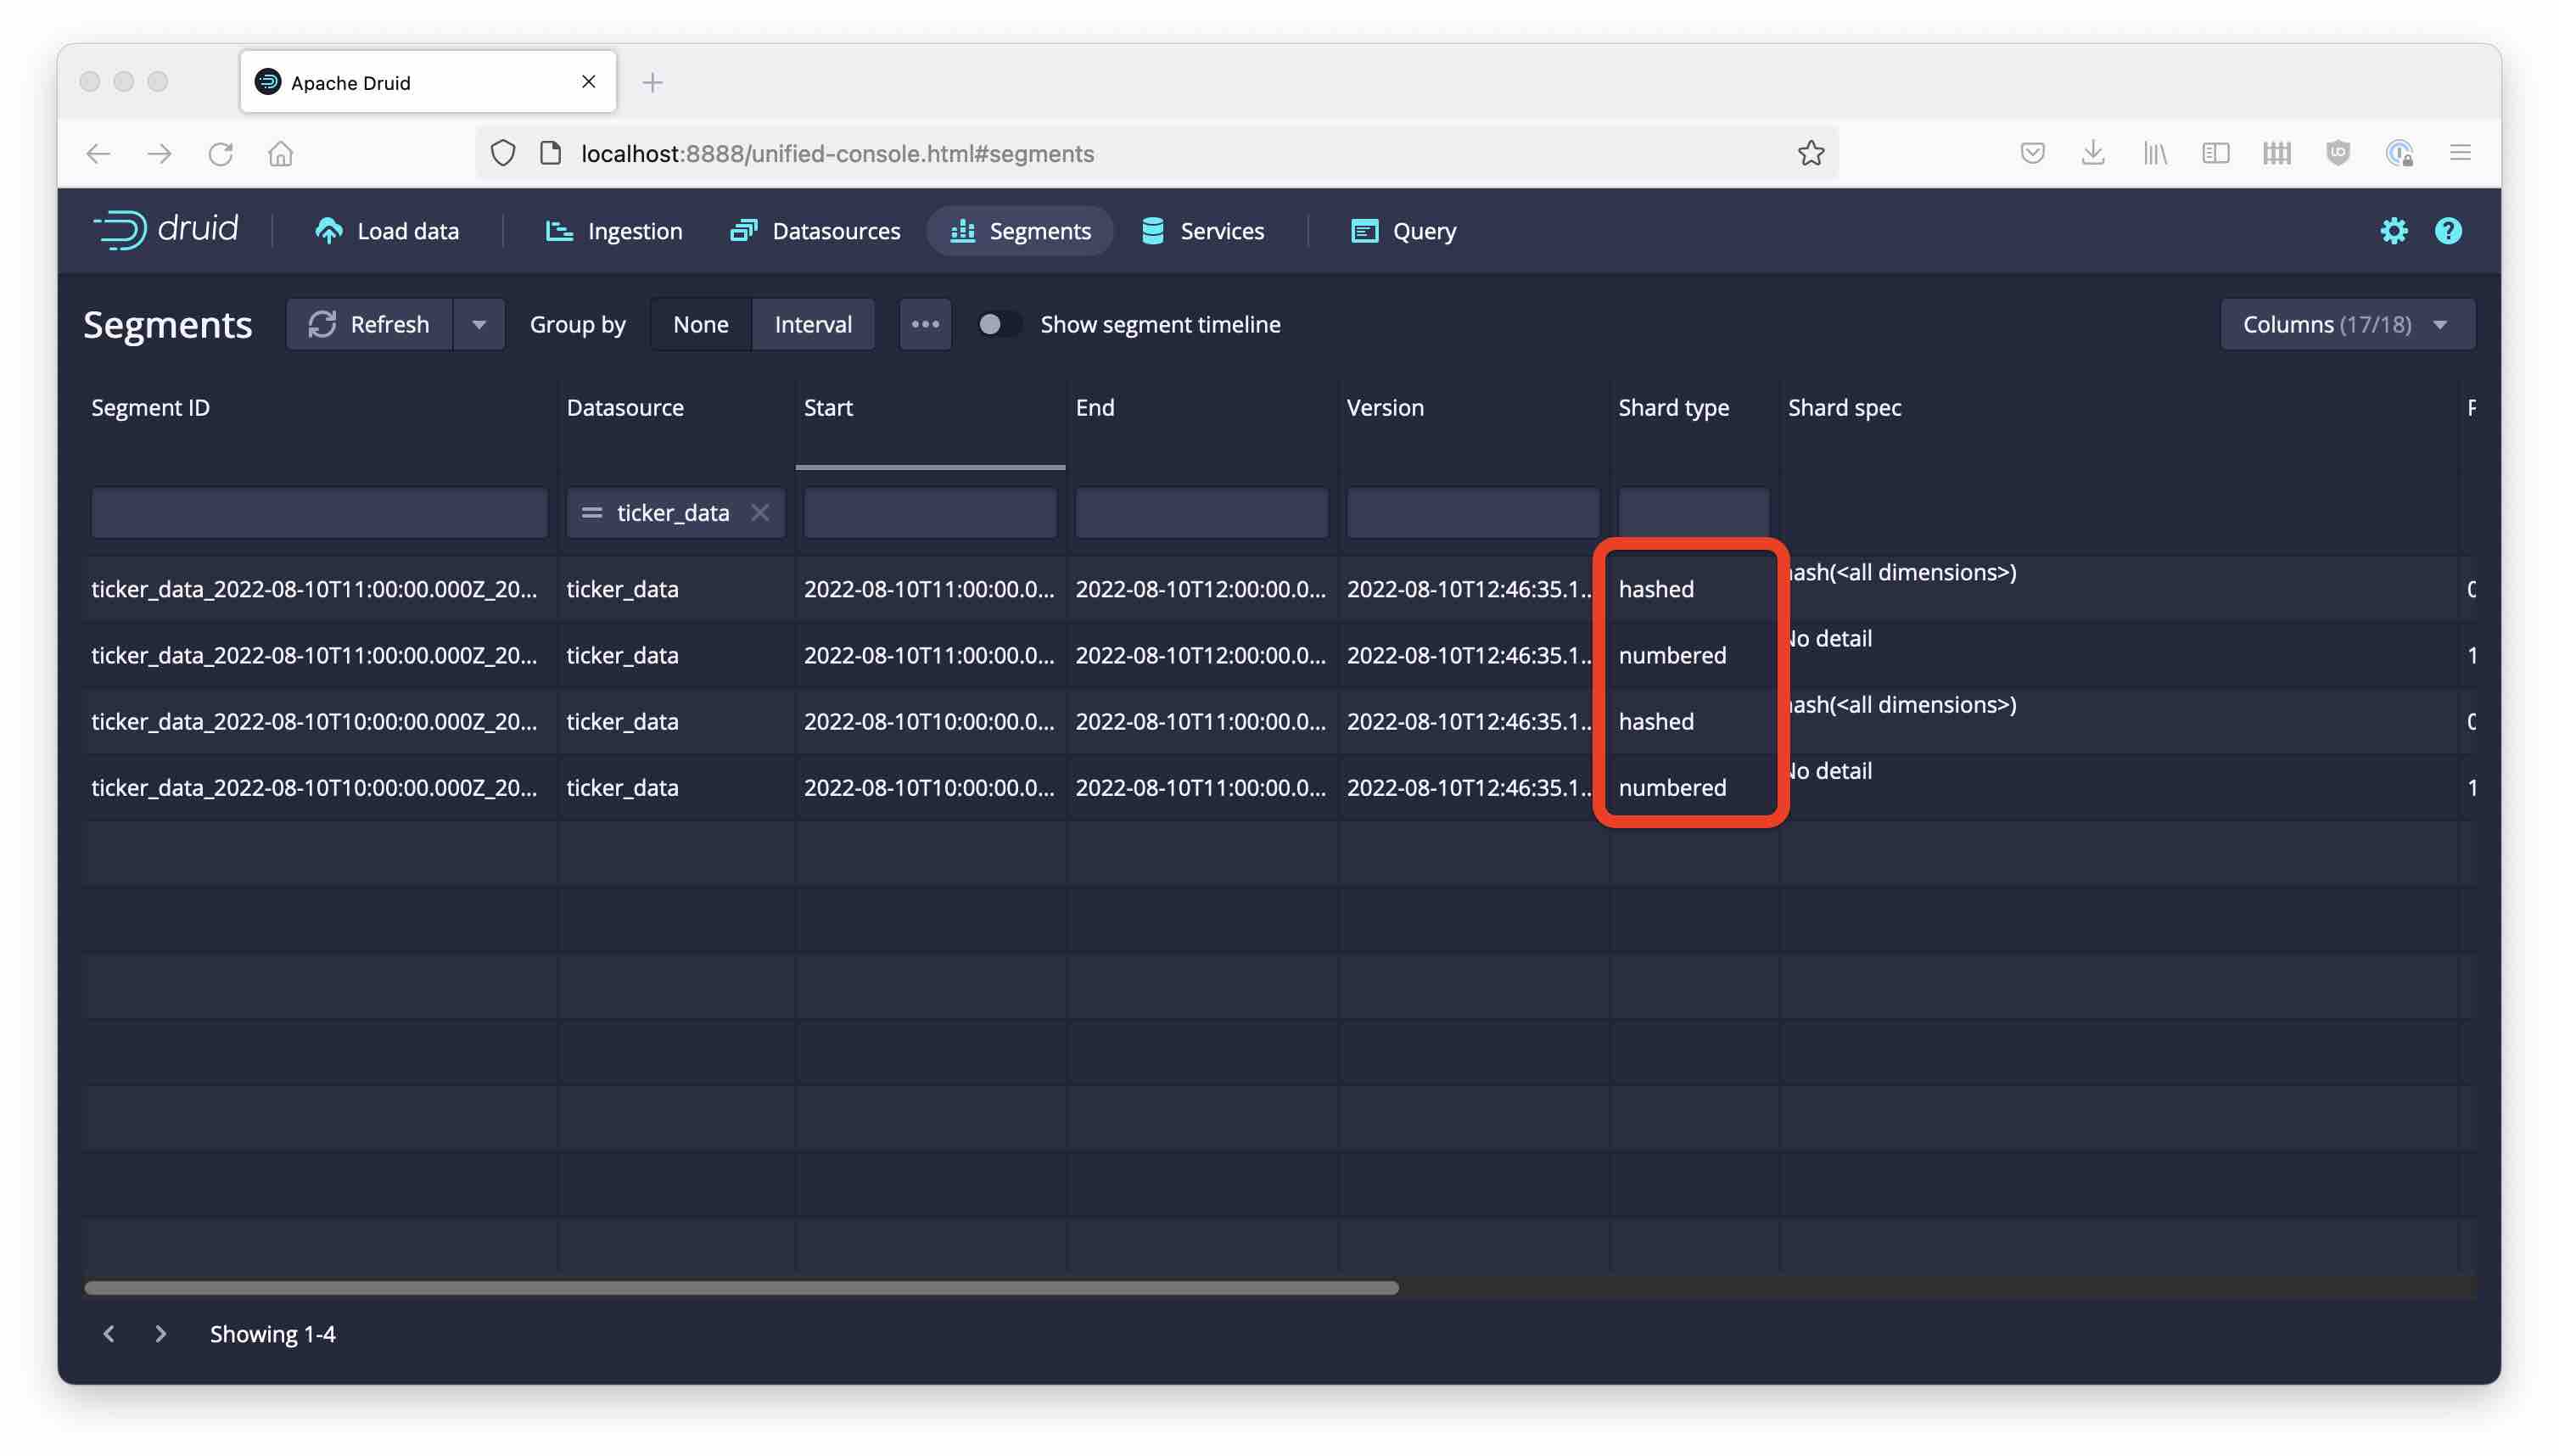 Apache Druid
localhost:8888/unified-console.html#segments
druid Load data Ingestion Datasources Segments Services Query
Segments Refresh Group by None Interval Show segment timeline Columns (17/18)
Segment ID Datasource Start End Version Shard type Shard spec
= ticker_data
ticker_data_2022-08-10T11:00:00.000Z_20... ticker_data 2022-08-10T11:00:00.0... 2022-08-10T12:00:00.0... 2022-08-10T12:46:35.1... hashed hash(<all dimensions>) 0
ticker_data_2022-08-10T11:00:00.000Z_20... ticker_data 2022-08-10T11:00:00.0... 2022-08-10T12:00:00.0... 2022-08-10T12:46:35.1... numbered No detail 1
ticker_data_2022-08-10T10:00:00.000Z_20... ticker_data 2022-08-10T10:00:00.0... 2022-08-10T11:00:00.0... 2022-08-10T12:46:35.1... hashed hash(<all dimensions>) 0
ticker_data_2022-08-10T10:00:00.000Z_20... ticker_data 2022-08-10T10:00:00.0... 2022-08-10T11:00:00.0... 2022-08-10T12:46:35.1... numbered No detail 1
Showing 1-4